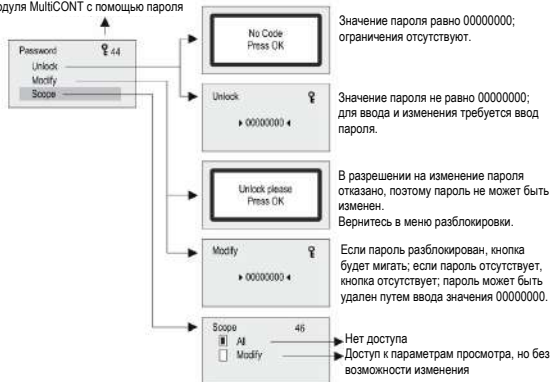 одуля MultiCONT с помощью пароля
Password 44
Unlock
Modify
Scope
No Code
Press OK
Значение пароля равно 00000000;
ограничения отсутствуют.
Unlock
00000000
Значение пароля не равно 00000000;
для ввода и изменения требуется ввод
пароля.
Unlock please
Press OK
В разрешении на изменение пароля
отказано, поэтому пароль не может быть
изменен.
Вернитесь в меню разблокировки.
Modify
00000000
Если пароль разблокирован, кнопка
будет мигать; если пароль отсутствует,
кнопка отсутствует; пароль может быть
удален путем ввода значения 00000000.
Scope 46
All
Modify
Нет доступа
Доступ к параметрам просмотра, но без
возможности изменения